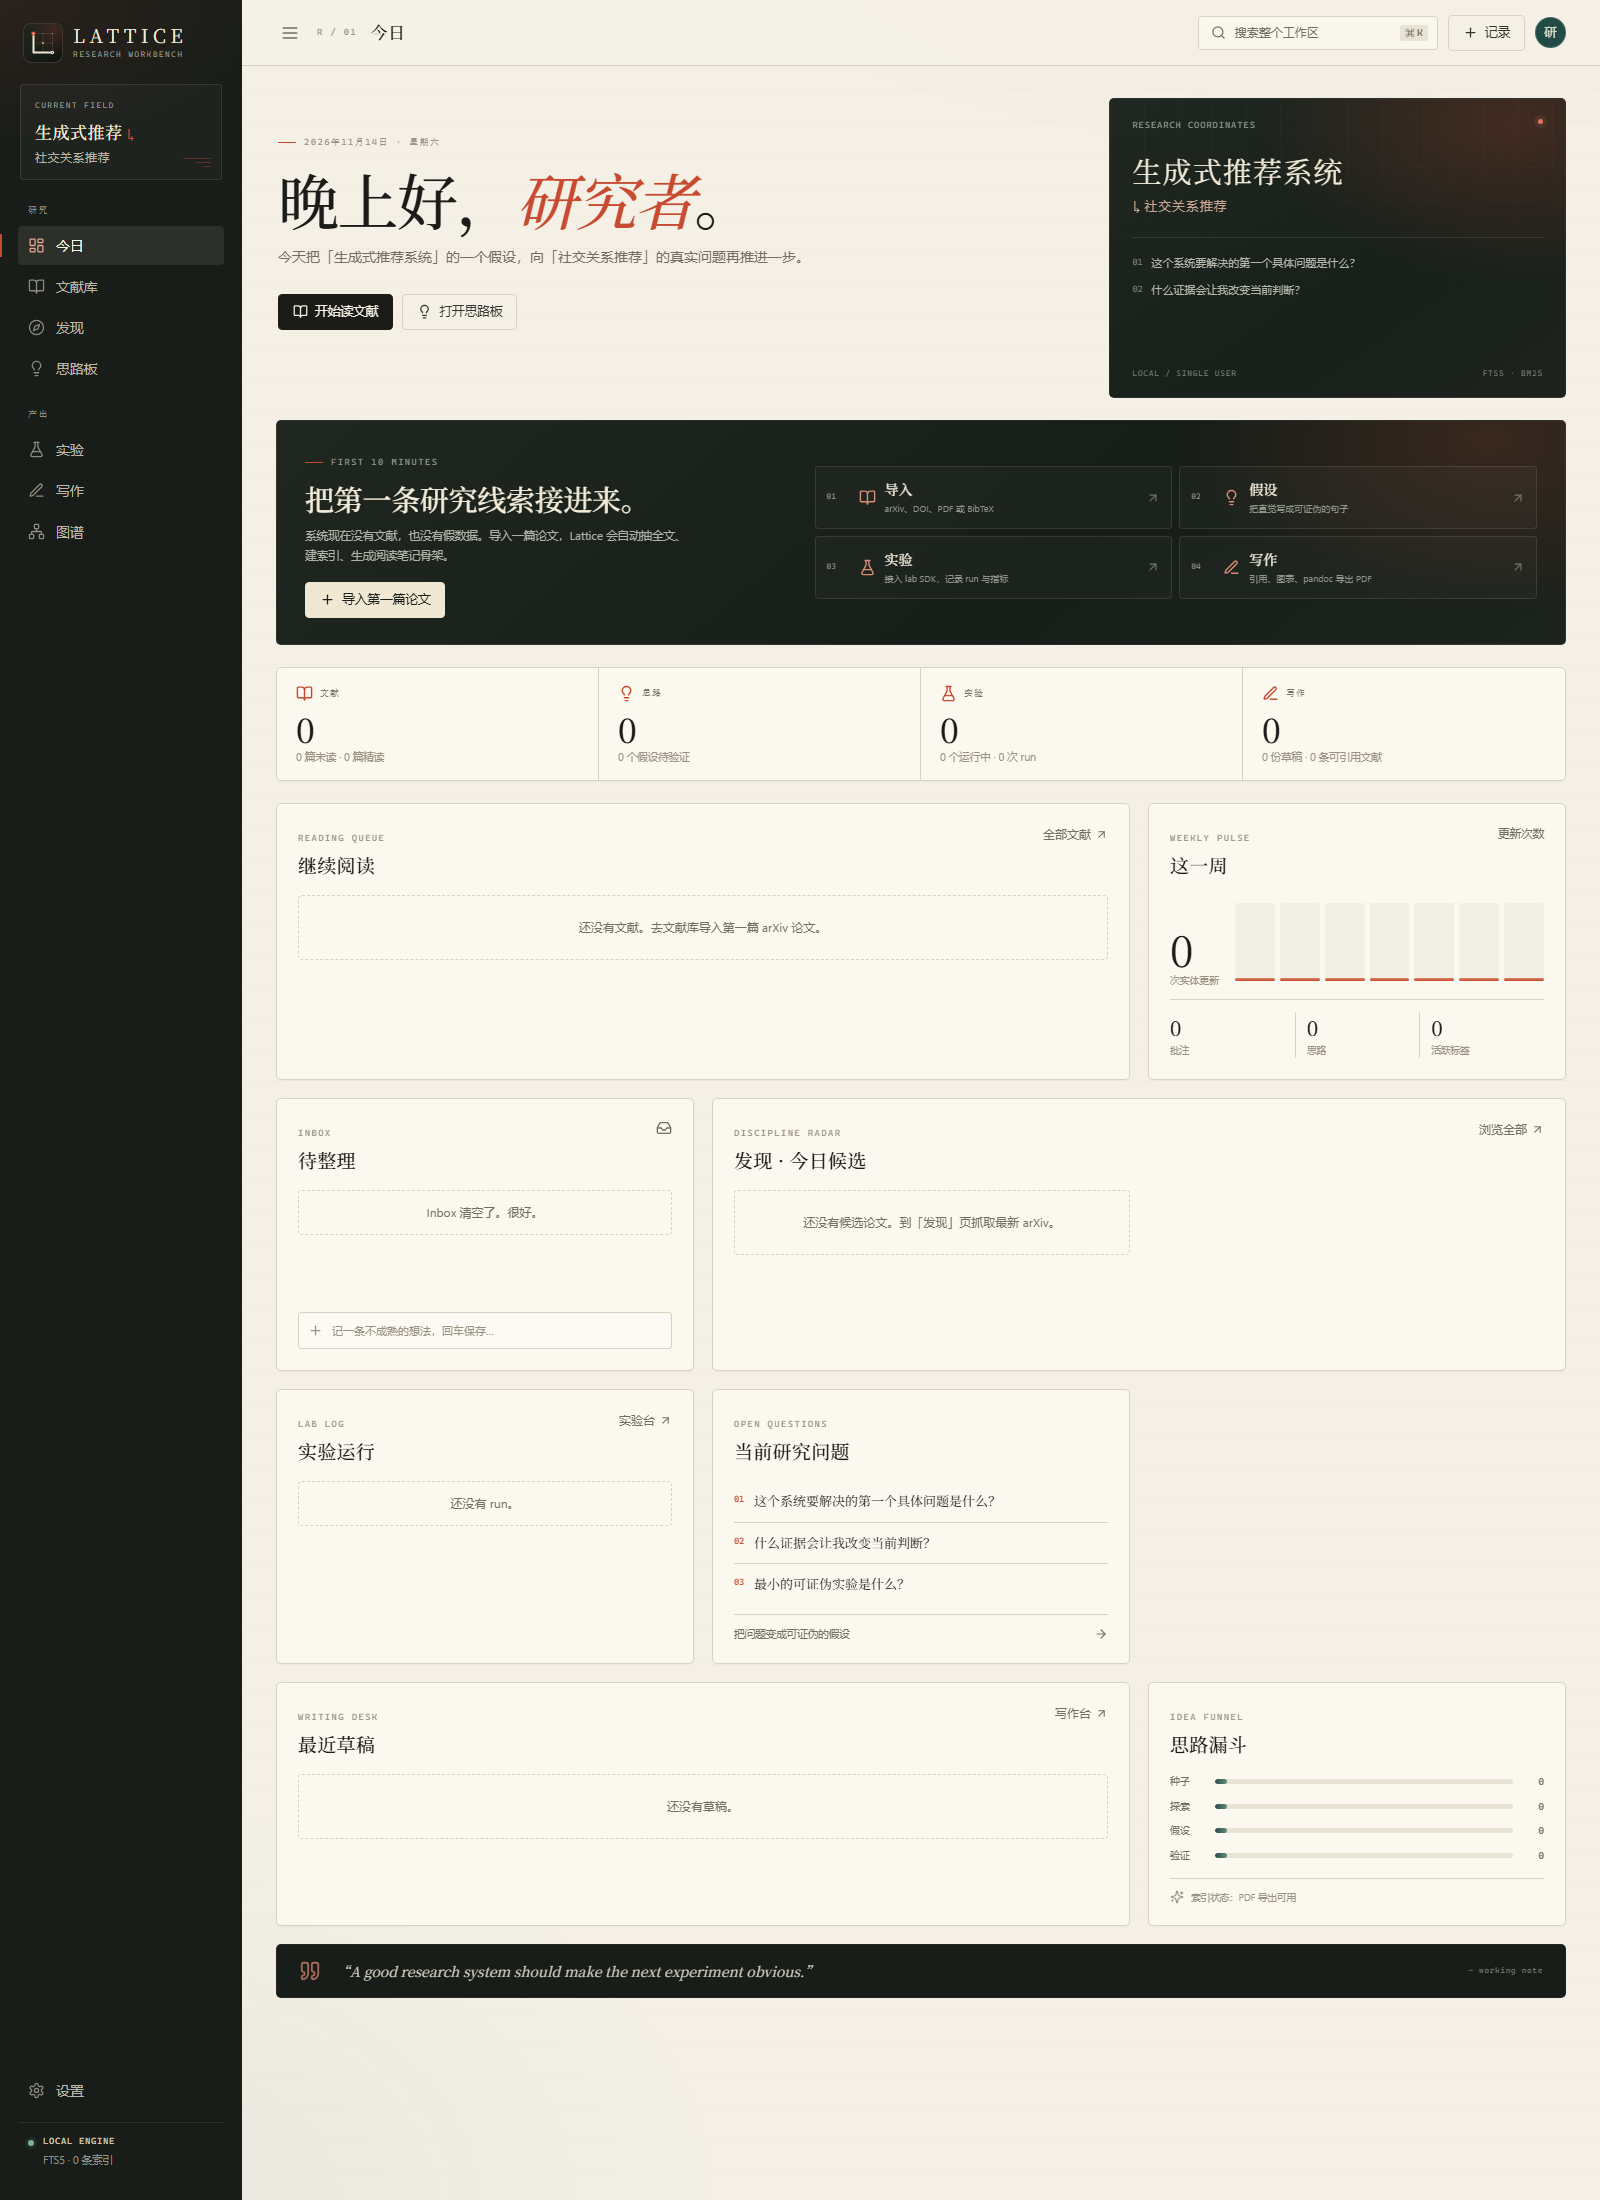 LATTICE
RESEARCH WORKBENCH
CURRENT FIELD
生成式推荐 ↳
社交关系推荐
研究
今日
文献库
发现
思路板
产出
实验
写作
图谱
设置
LOCAL ENGINE
FTS5 · 0 条索引
R / 01 今日
搜索整个工作区 ⌘K
记录
研
2026年11月14日 · 星期六
晚上好，研究者。
今天把「生成式推荐系统」的一个假设，向「社交关系推荐」的真实问题再推进一步。
开始读文献
打开思路板
RESEARCH COORDINATES
生成式推荐系统
↳ 社交关系推荐
01 这个系统要解决的第一个具体问题是什么？
02 什么证据会让我改变当前判断？
LOCAL / SINGLE USER
FTS5 · BM25
FIRST 10 MINUTES
把第一条研究线索接进来。
系统现在没有文献，也没有假数据。导入一篇论文，Lattice 会自动抽全文、
建索引、生成阅读笔记骨架。
导入第一篇论文
01 导入
arXiv、DOI、PDF 或 BibTeX
02 假设
把直觉写成可证伪的句子
03 实验
接入 lab SDK，记录 run 与指标
04 写作
引用、图表、pandoc 导出 PDF
文献
0
0 篇未读 · 0 篇精读
思路
0
0 个假设待验证
实验
0
0 个运行中 · 0 次 run
写作
0
0 份草稿 · 0 条可引用文献
READING QUEUE
继续阅读
全部文献
还没有文献。去文献库导入第一篇 arXiv 论文。
WEEKLY PULSE
这一周
更新次数
0
次实体更新
0
批注
0
思路
0
活跃标签
INBOX
待整理
Inbox 清空了。很好。
记一条不成熟的想法，回车保存...
DISCIPLINE RADAR
发现 · 今日候选
浏览全部
还没有候选论文。到「发现」页抓取最新 arXiv。
LAB LOG
实验运行
实验台
还没有 run。
OPEN QUESTIONS
当前研究问题
01 这个系统要解决的第一个具体问题是什么？
02 什么证据会让我改变当前判断？
03 最小的可证伪实验是什么？
把问题变成可证伪的假设
WRITING DESK
最近草稿
写作台
还没有草稿。
IDEA FUNNEL
思路漏斗
种子 0
探索 0
假设 0
验证 0
索引状态：PDF 导出可用
“A good research system should make the next experiment obvious.”
— working note